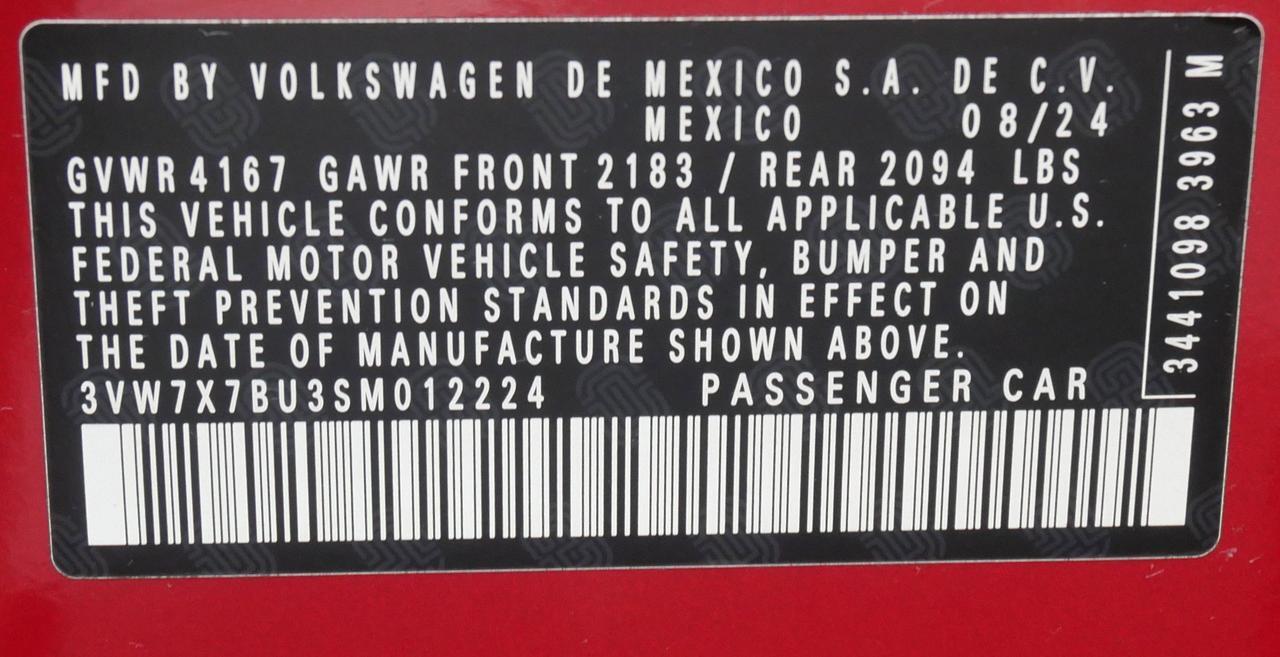 MFD BY VOLKSWAGEN DE MEXICO S.A. DE C.V.
MEXICO 08/24
GVWR 4167 GAWR FRONT 2183 / REAR 2094 LBS
THIS VEHICLE CONFORMS TO ALL APPLICABLE U.S.
FEDERAL MOTOR VEHICLE SAFETY, BUMPER AND
THEFT PREVENTION STANDARDS IN EFFECT ON
THE DATE OF MANUFACTURE SHOWN ABOVE.
3VW7X7BU3SM012224 PASSENGER CAR
3441098 3963 M